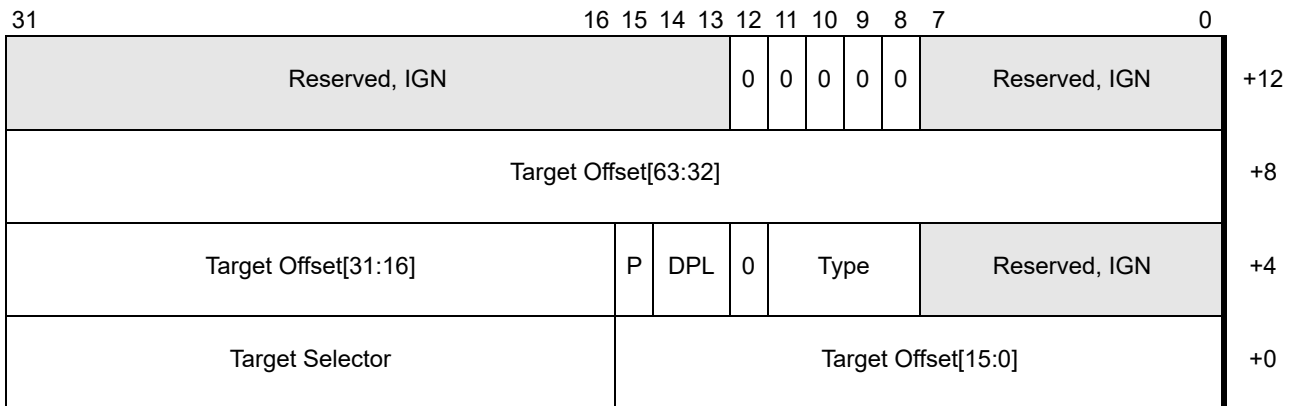 31 16 15 14 13 12 11 10 9 8 7 0
Reserved, IGN 0 0 0 0 0 Reserved, IGN +12
Target Offset[63:32] +8
Target Offset[31:16] P DPL 0 Type Reserved, IGN +4
Target Selector Target Offset[15:0] +0